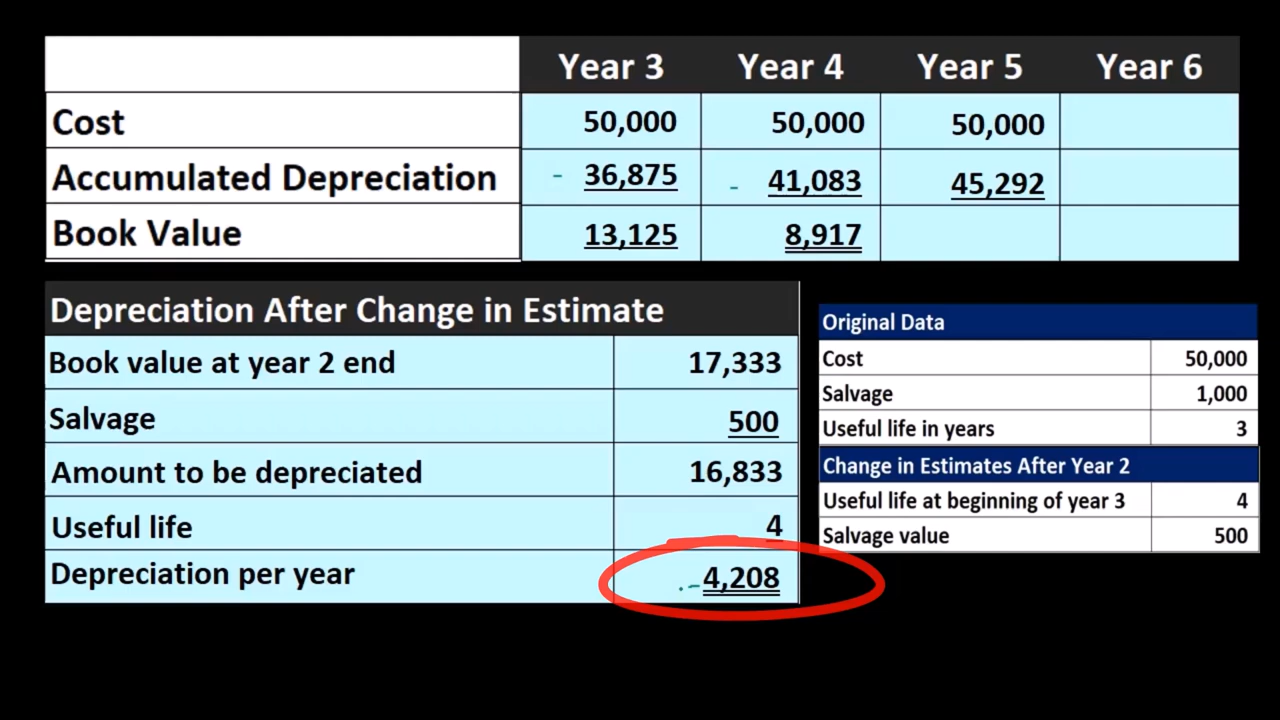 Year 3 Year 4 Year 5 Year 6
Cost 50,000 50,000 50,000
Accumulated Depreciation - 36,875 - 41,083 45,292
Book Value 13,125 8,917
Depreciation After Change in Estimate
Book value at year 2 end 17,333
Salvage 500
Amount to be depreciated 16,833
Useful life 4
Depreciation per year .-4,208
Original Data
Cost 50,000
Salvage 1,000
Useful life in years 3
Change in Estimates After Year 2
Useful life at beginning of year 3 4
Salvage value 500